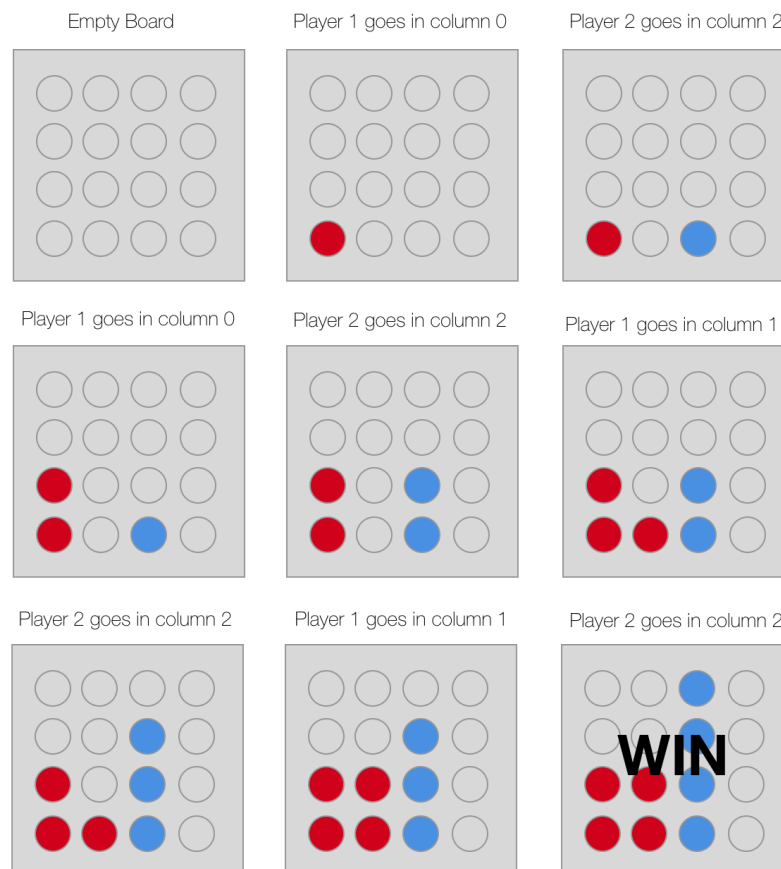 Empty Board
Player 1 goes in column 0
Player 2 goes in column 2
Player 1 goes in column 0
Player 2 goes in column 2
Player 1 goes in column 1
Player 2 goes in column 2
Player 1 goes in column 1
Player 2 goes in column 2
WIN